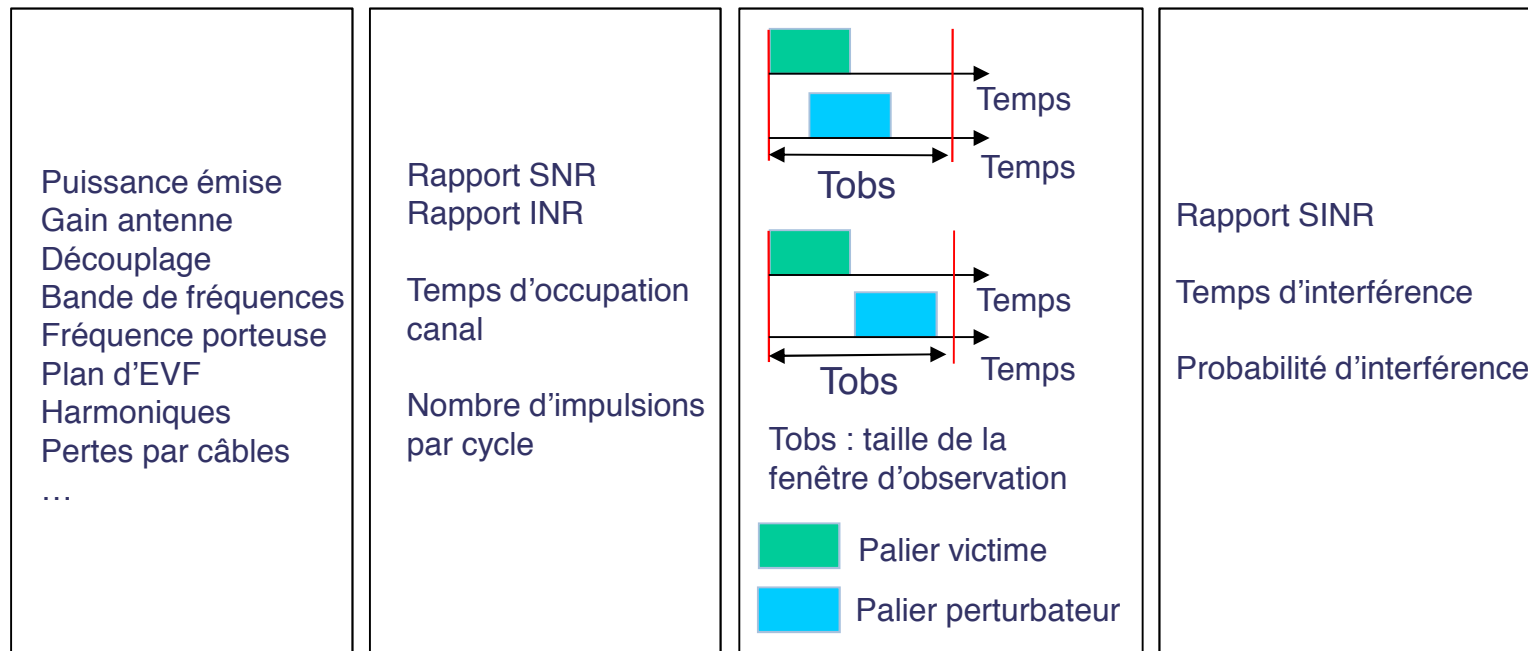 Puissance émise
Gain antenne
Découplage
Bande de fréquences
Fréquence porteuse
Plan d’EVF
Harmoniques
Pertes par câbles
…
Rapport SNR
Rapport INR
Temps d’occupation
canal
Nombre d’impulsions
par cycle
Temps
Temps
Tobs
Temps
Temps
Tobs
Tobs : taille de la
fenêtre d’observation
Palier victime
Palier perturbateur
Rapport SINR
Temps d’interférence
Probabilité d’interférence